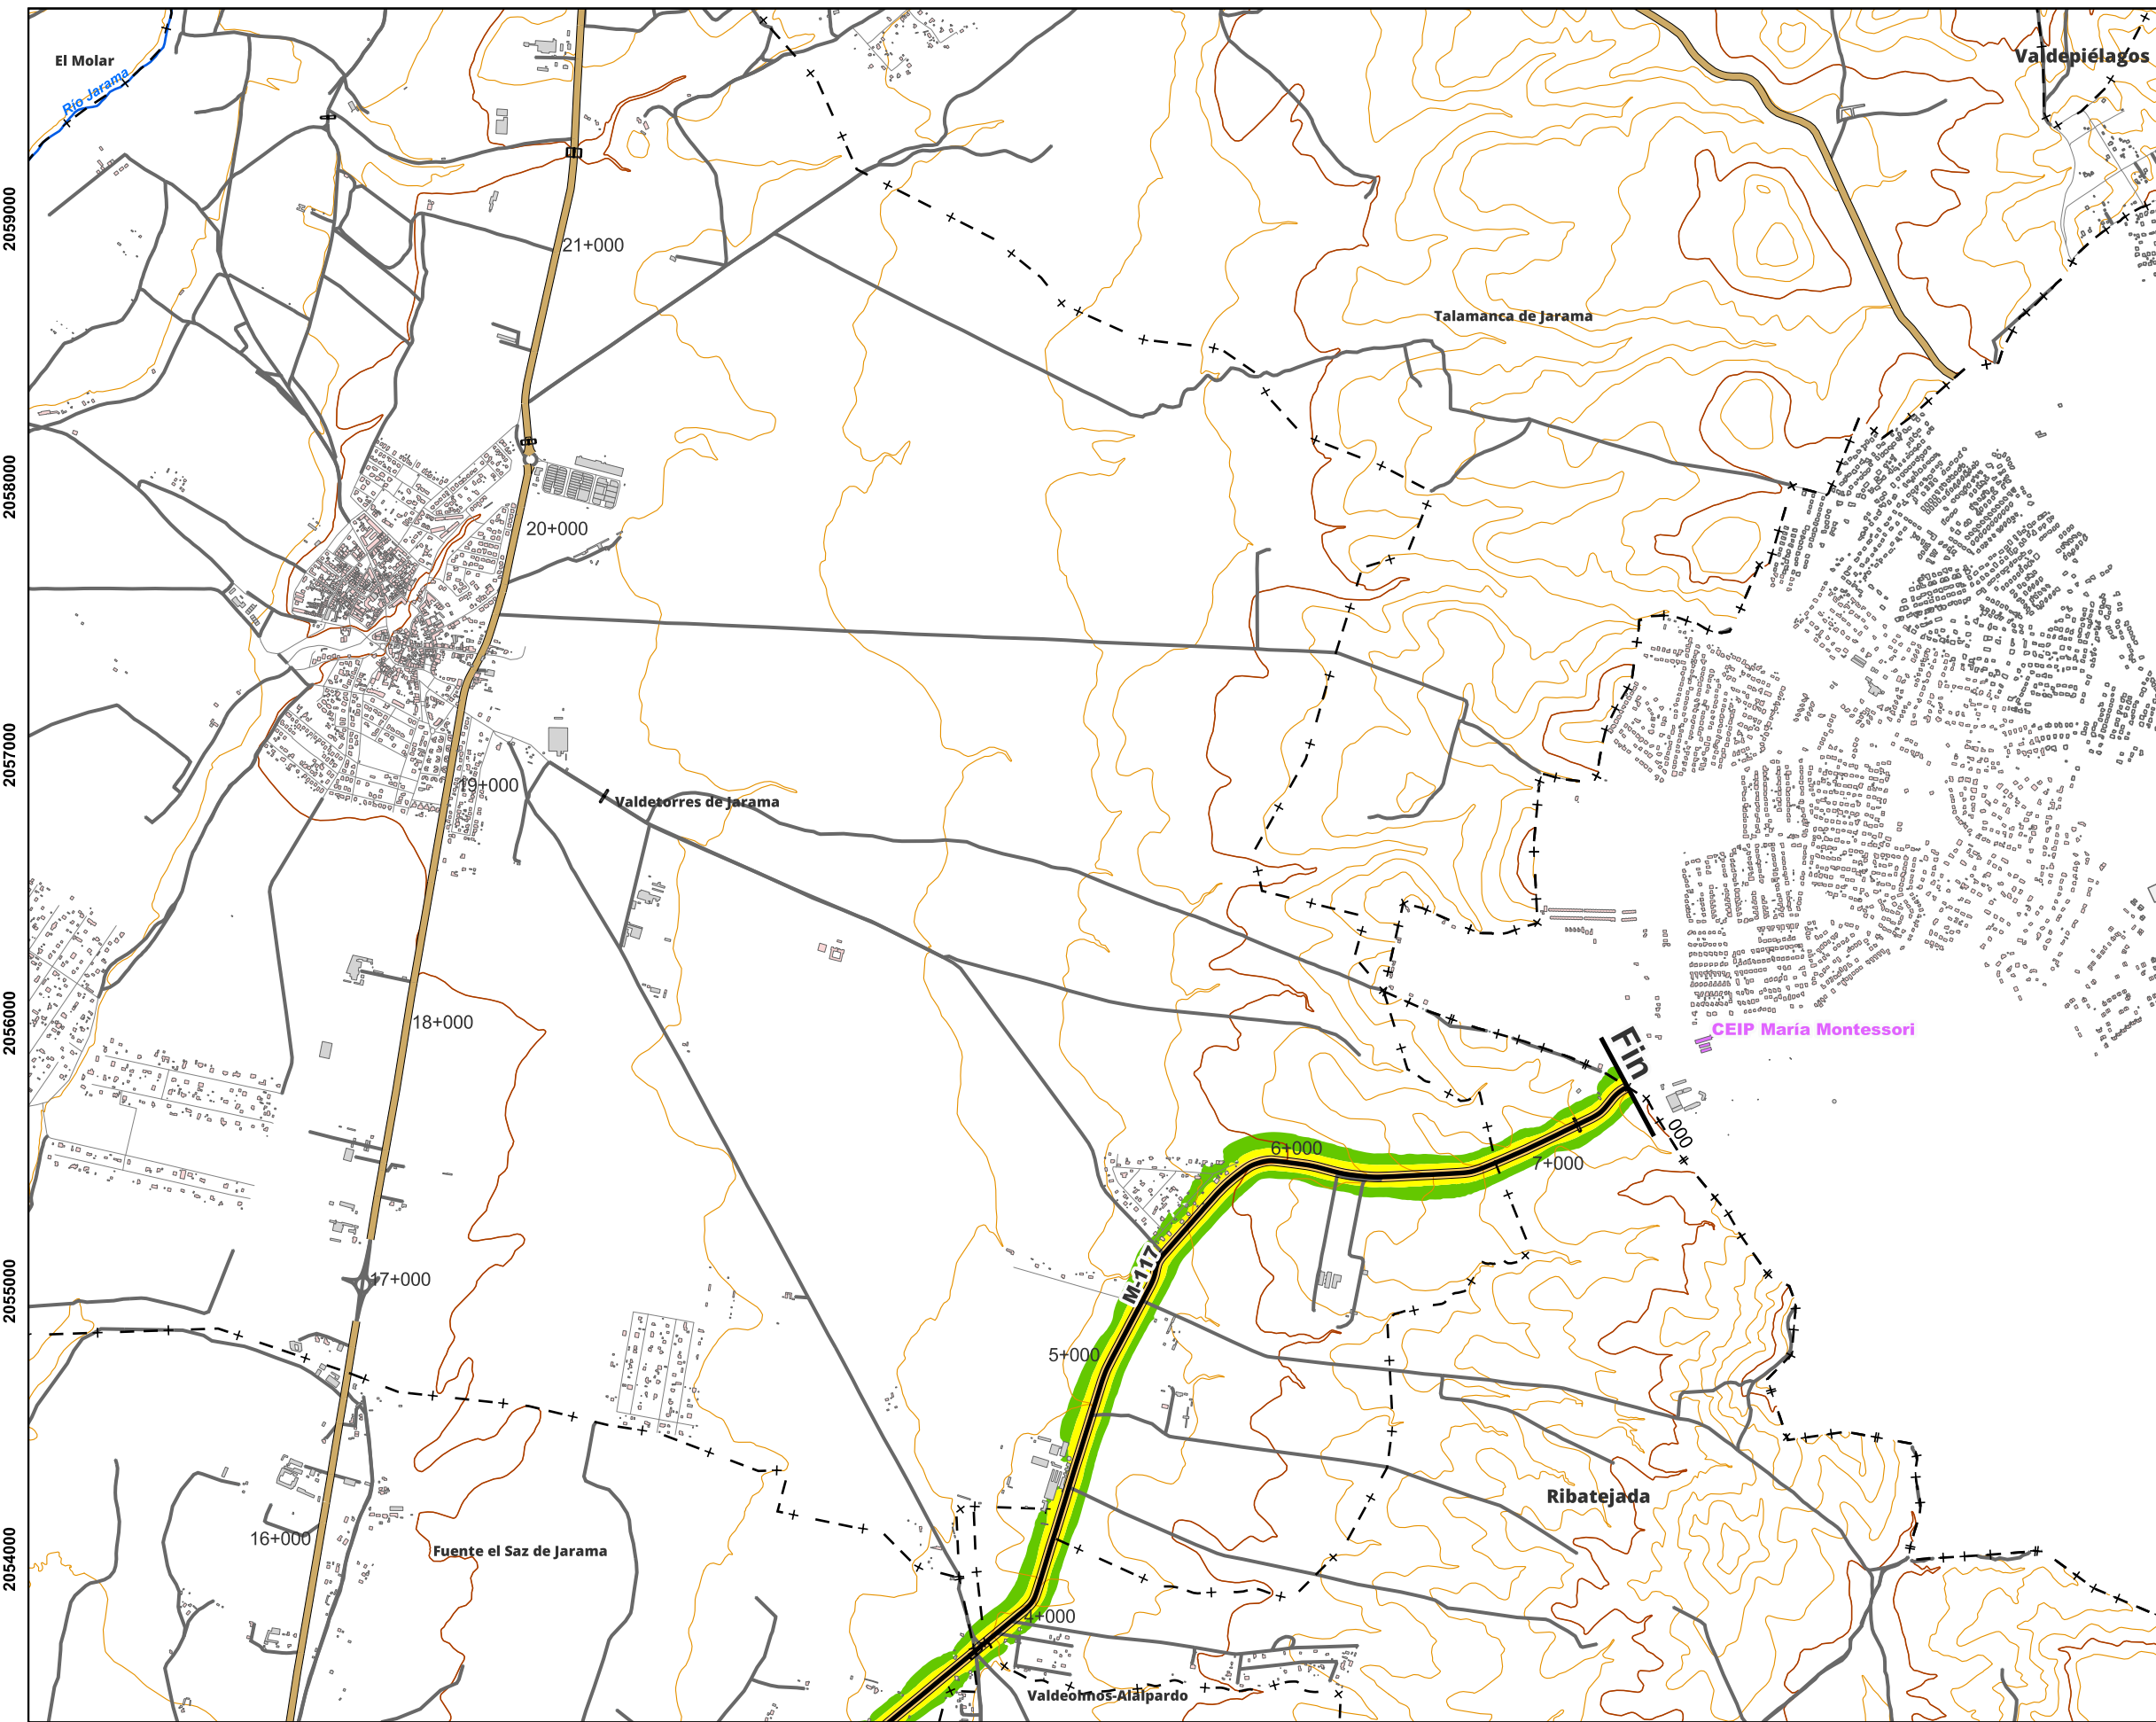 El Molar
Valdepiélagos
Río Jarama
2059000
21+000
Talamanca de Jarama
2058000
20+000
2057000
19+000
Valdetorres de Jarama
2056000
18+000
CEIP María Montessori
Fin
000
6+000
7+000
M-117
2055000
17+000
5+000
Ribatejada
2054000
16+000
Fuente el Saz de Jarama
4+000
Valdeolmos-Alalpardo